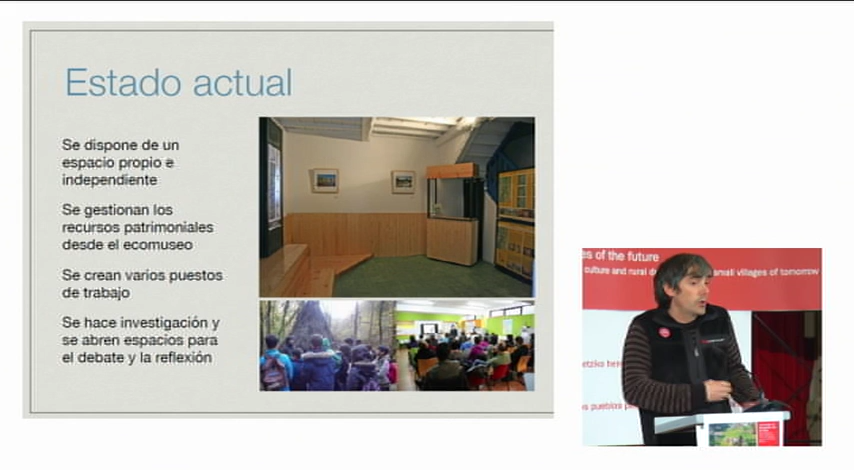 Estado actual
Se dispone de un
espacio propio e
independiente
Se gestionan los
recursos patrimoniales
desde el ecomuseo
Se crean varios puestos
de trabajo
Se hace investigación y
se abren espacios para
el debate y la reflexión
es of the future
culture and rural d
small villages of tomorrow
pueblos